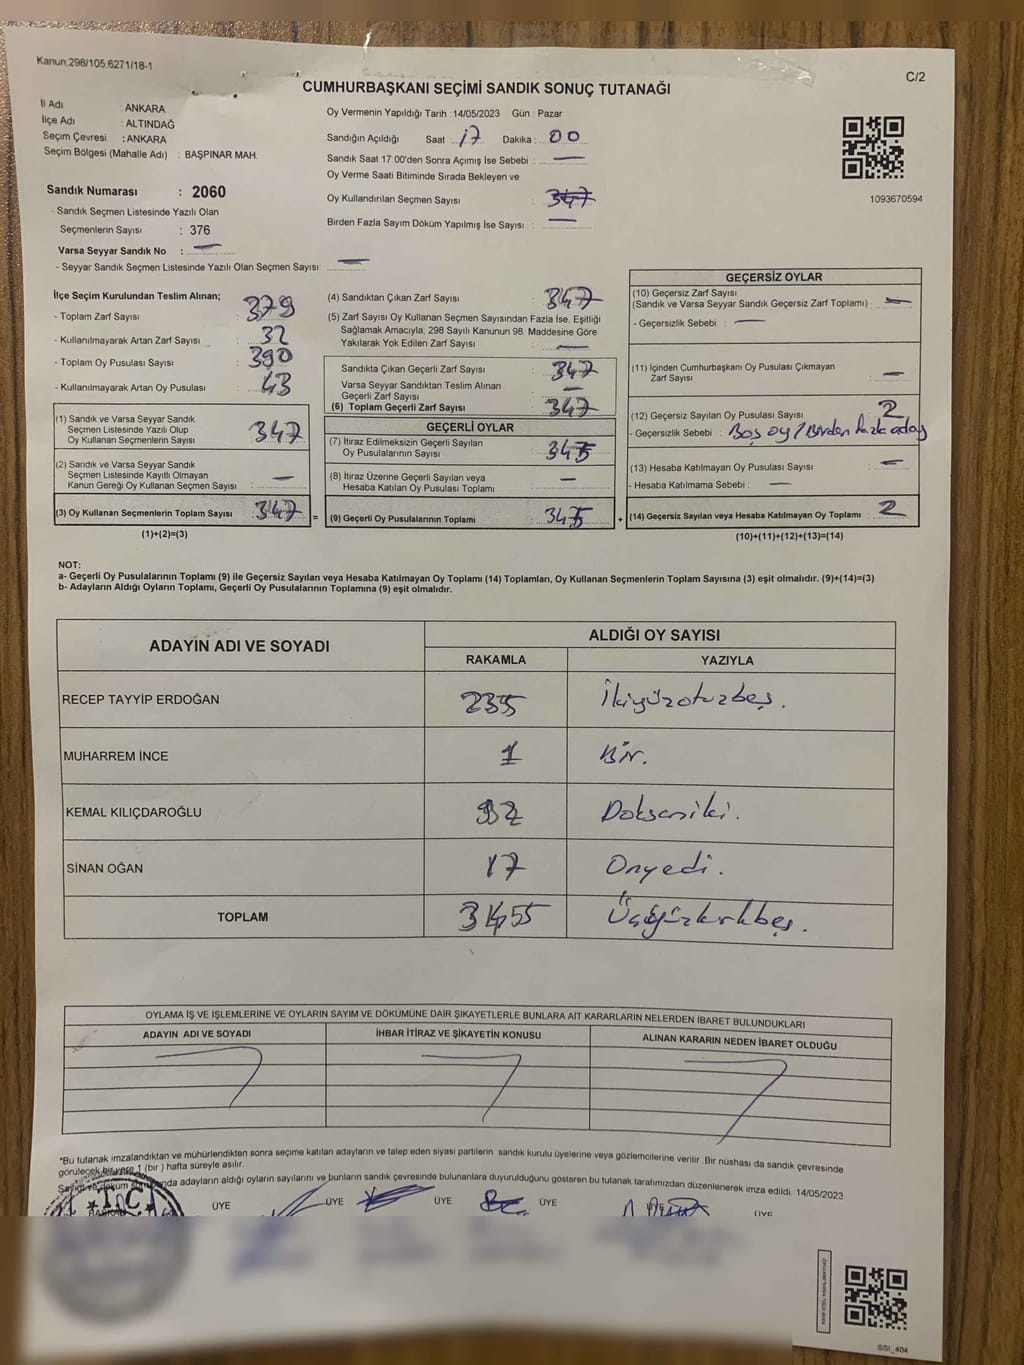 Kanun,298/105,6271/18-1
C/2
CUMHURBAŞKANI SEÇİMİ SANDIK SONUÇ TUTANAĞI
İl Adı : ANKARA
İlçe Adı : ALTINDAĞ
Seçim Çevresi : ANKARA
Seçim Bölgesi (Mahalle Adı) : BAŞPINAR MAH.
Oy Vermenin Yapıldığı Tarih :14/05/2023 Gün : Pazar
Sandığın Açıldığı Saat : 17 Dakika : 00
Sandık Saat 17.00'den Sonra Açımış İse Sebebi : —
Oy Verme Saati Bitiminde Sırada Bekleyen ve
Oy Kullandırılan Seçmen Sayısı : 347
Birden Fazla Sayım Döküm Yapılmış İse Sayısı : —
1093670594
Sandık Numarası : 2060
- Sandık Seçmen Listesinde Yazılı Olan
Seçmenlerin Sayısı : 376
Varsa Seyyar Sandık No : —
- Seyyar Sandık Seçmen Listesinde Yazılı Olan Seçmen Sayısı: —
İlçe Seçim Kurulundan Teslim Alınan;
- Toplam Zarf Sayısı : 379
- Kullanılmayarak Artan Zarf Sayısı : 32
- Toplam Oy Pusulası Sayısı : 390
- Kullanılmayarak Artan Oy Pusulası : 43
(1) Sandık ve Varsa Seyyar Sandık
Seçmen Listesinde Yazılı Olup
Oy Kullanan Seçmenlerin Sayısı : 347
(2) Sandık ve Varsa Seyyar Sandık
Seçmen Listesinde Kayıtlı Olmayan
Kanun Gereği Oy Kullanan Seçmen Sayısı : —
(3) Oy Kullanan Seçmenlerin Toplam Sayısı : 347 =
(1)+(2)=(3)
(4) Sandıktan Çıkan Zarf Sayısı : 347
(5) Zarf Sayısı Oy Kullanan Seçmen Sayısından Fazla İse, Eşitliği
Sağlamak Amacıyla; 298 Sayılı Kanunun 98. Maddesine Göre
Yakılarak Yok Edilen Zarf Sayısı : —
Sandıkta Çıkan Geçerli Zarf Sayısı : 347
Varsa Seyyar Sandıktan Teslim Alınan
Geçerli Zarf Sayısı : —
(6) Toplam Geçerli Zarf Sayısı : 347
GEÇERLİ OYLAR
(7) İtiraz Edilmeksizin Geçerli Sayılan
Oy Pusulalarının Sayısı : 345
(8) İtiraz Üzerine Geçerli Sayılan veya
Hesaba Katılan Oy Pusulası Toplamı : —
(9) Geçerli Oy Pusulalarının Toplamı : 345 +
GEÇERSİZ OYLAR
(10) Geçersiz Zarf Sayısı
(Sandık ve Varsa Seyyar Sandık Geçersiz Zarf Toplamı) : —
- Geçersizlik Sebebi : —
(11) İçinden Cumhurbaşkanı Oy Pusulası Çıkmayan
Zarf Sayısı : —
(12) Geçersiz Sayılan Oy Pusulası Sayısı : 2
- Geçersizlik Sebebi : Boş oy / Birden fazla aday
(13) Hesaba Katılmayan Oy Pusulası Sayısı : —
- Hesaba Katılmama Sebebi : —
(14) Geçersiz Sayılan veya Hesaba Katılmayan Oy Toplamı : 2
(10)+(11)+(12)+(13)=(14)
NOT:
a- Geçerli Oy Pusulalarının Toplamı (9) ile Geçersiz Sayılan veya Hesaba Katılmayan Oy Toplamı (14) Toplamları, Oy Kullanan Seçmenlerin Toplam Sayısına (3) eşit olmalıdır. (9)+(14)=(3)
b- Adayların Aldığı Oyların Toplamı, Geçerli Oy Pusulalarının Toplamına (9) eşit olmalıdır.
ADAYIN ADI VE SOYADI ALDIĞI OY SAYISI
RAKAMLA YAZIYLA
RECEP TAYYİP ERDOĞAN 235 İkiyüzotuzbeş.
MUHARREM İNCE 1 Bir.
KEMAL KILIÇDAROĞLU 92 Doksaniki.
SİNAN OĞAN 17 Onyedi.
TOPLAM 345 Üçyüzkırkbeş.
OYLAMA İŞ VE İŞLEMLERİNE VE OYLARIN SAYIM VE DÖKÜMÜNE DAİR ŞİKAYETLERLE BUNLARA AİT KARARLARIN NELERDEN İBARET BULUNDUKLARI
ADAYIN ADI VE SOYADI İHBAR İTİRAZ VE ŞİKAYETİN KONUSU ALINAN KARARIN NEDEN İBARET OLDUĞU
*Bu tutanak imzalandıktan ve mühürlendikten sonra seçime katılan adayların ve talep eden siyasi partilerin sandık kurulu üyelerine veya gözlemcilerine verilir .Bir nüshası da sandık çevresinde
görülecek bir yere 1 (bir ) hafta süreyle asılır.
adayların aldığı oyların sayılarını ve bunların sandık çevresinde bulunanlara duyurulduğunu gösteren bu tutanak tarafımızdan düzenlenerek imza edildi. 14/05/2023
T.C. ÜYE ÜYE ÜYE ÜYE ÜYE
SSI_404